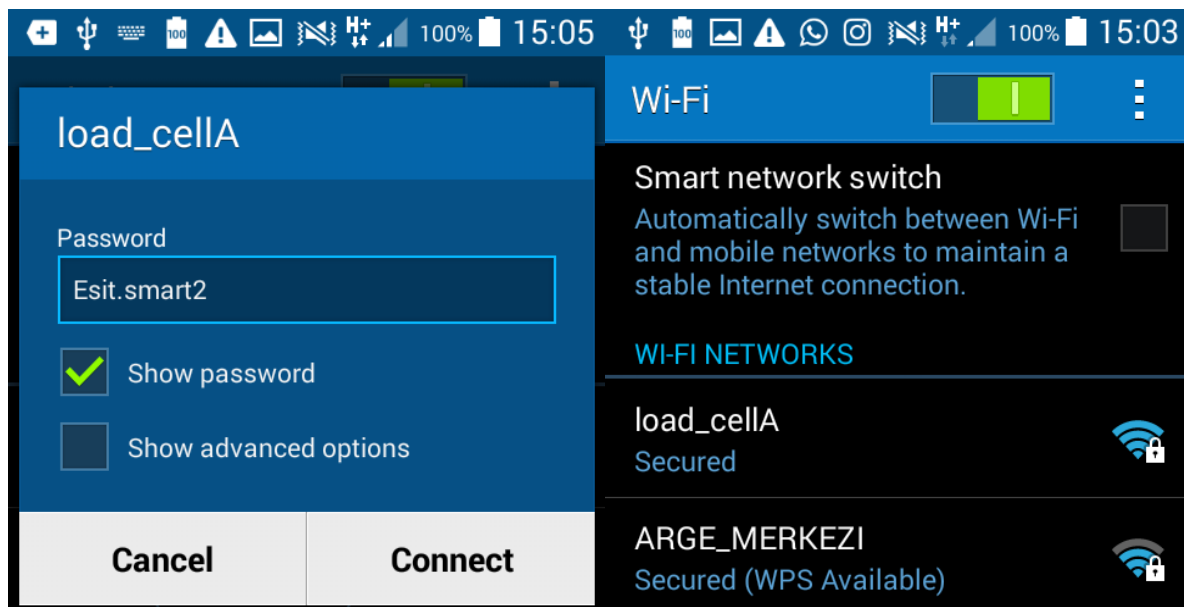 100 H+ 100% 15:05
load_cellA
Password
Esit.smart2
Show password
Show advanced options
Cancel Connect
100 H+ 100% 15:03
Wi-Fi
Smart network switch
Automatically switch between Wi-Fi
and mobile networks to maintain a
stable Internet connection.
WI-FI NETWORKS
load_cellA
Secured
ARGE_MERKEZI
Secured (WPS Available)